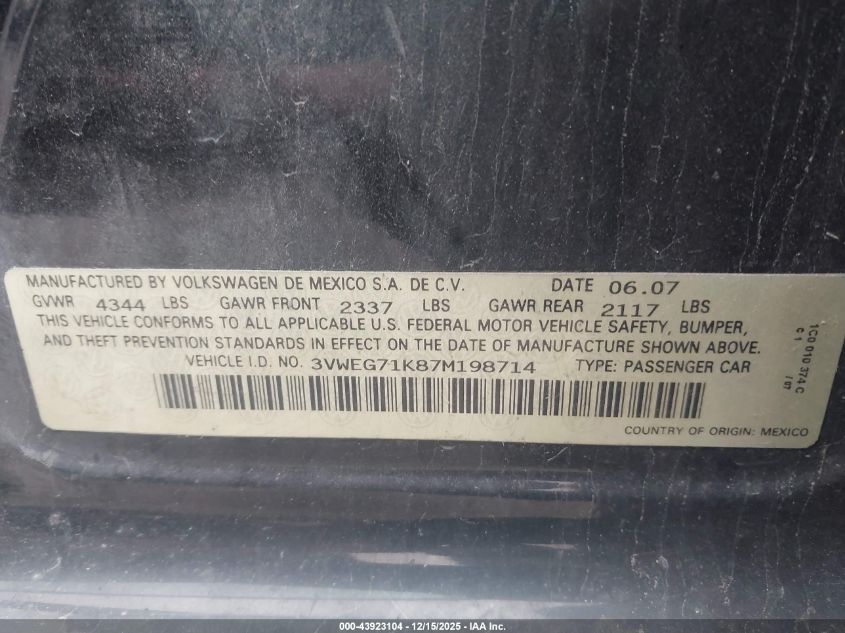 MANUFACTURED BY VOLKSWAGEN DE MEXICO S.A. DE C.V. DATE 06.07
GVWR 4344 LBS GAWR FRONT 2337 LBS GAWR REAR 2117 LBS
THIS VEHICLE CONFORMS TO ALL APPLICABLE U.S. FEDERAL MOTOR VEHICLE SAFETY, BUMPER,
AND THEFT PREVENTION STANDARDS IN EFFECT ON THE DATE OF MANUFACTURE SHOWN ABOVE.
VEHICLE I.D. NO. 3VWEG71K87M198714 TYPE: PASSENGER CAR
COUNTRY OF ORIGIN: MEXICO
1C0 010 374 C
C 1
/ 07
000-43923104 - 12/15/2025 - IAA Inc.